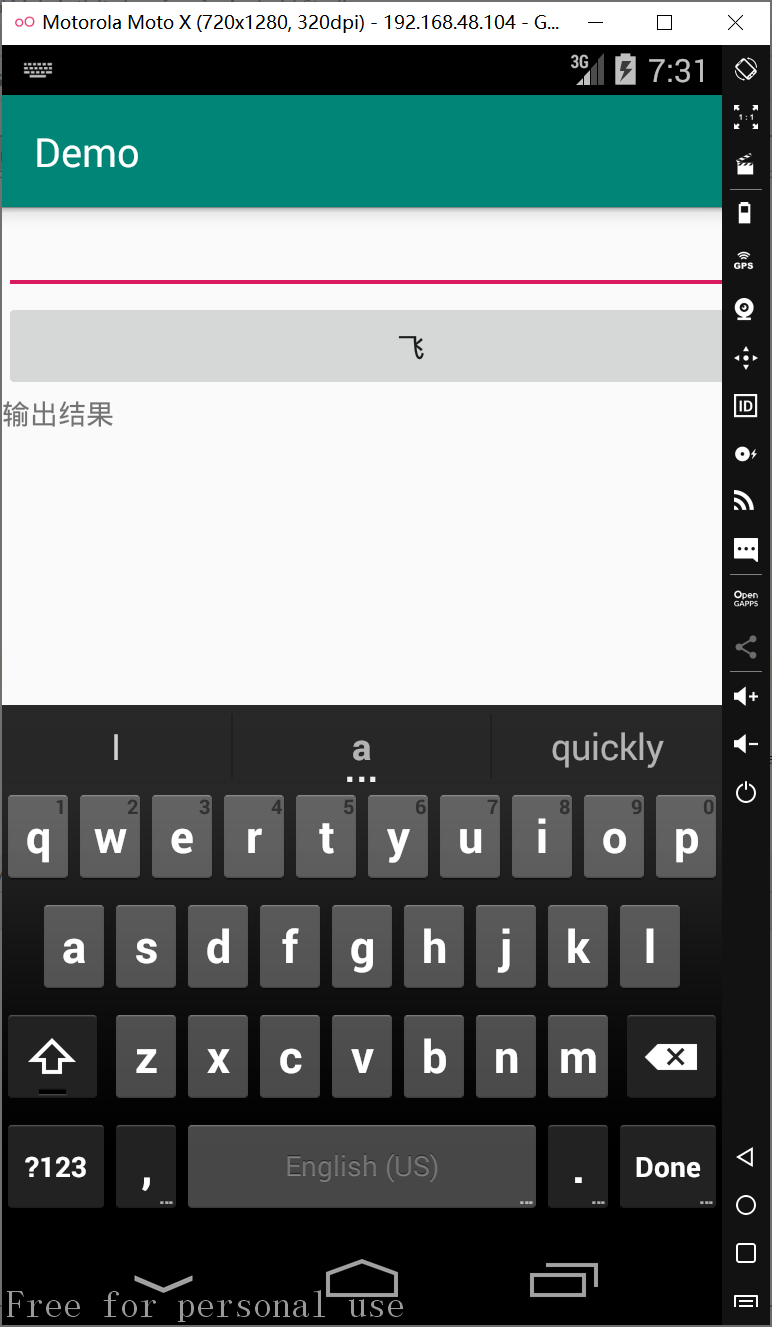 Motorola Moto X (720x1280, 320dpi) - 192.168.48.104 - G...
3G 7:31
1:1
Demo
GPS
飞
ID
输出结果
Open
GAPPS
I a quickly
1 2 3 4 5 6 7 8 9 0
q w e r t y u i o p
a s d f g h j k l
z x c v b n m
?123 , English (US) . Done
Free for personal use